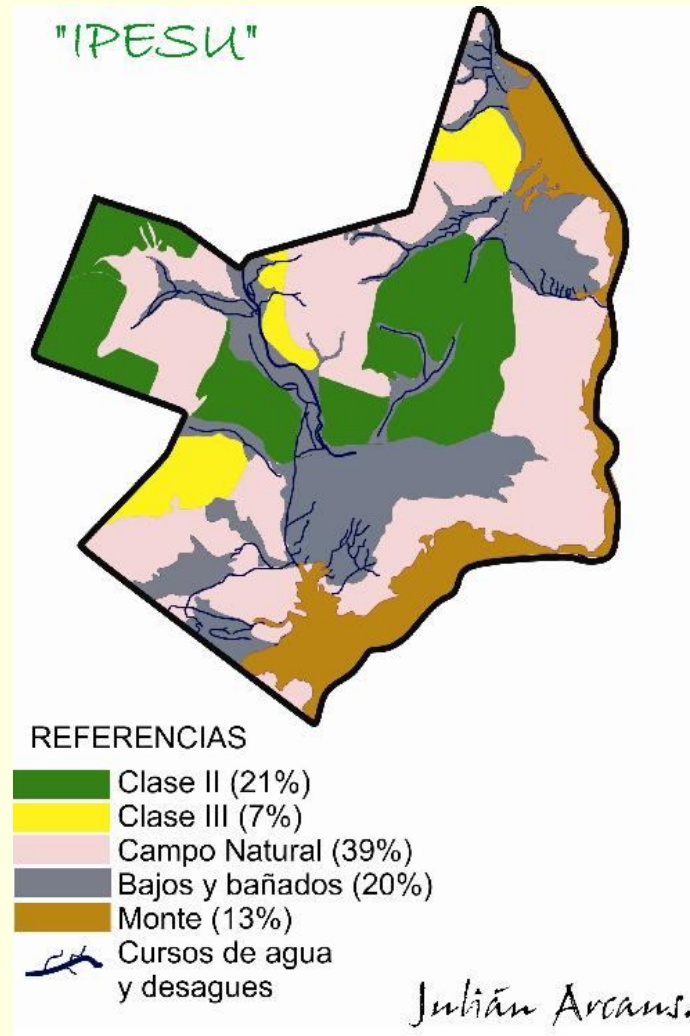 "IPESU"
REFERENCIAS
Clase II (21%)
Clase III (7%)
Campo Natural (39%)
Bajos y bañados (20%)
Monte (13%)
Cursos de agua
y desagues
Julián Arcaus.